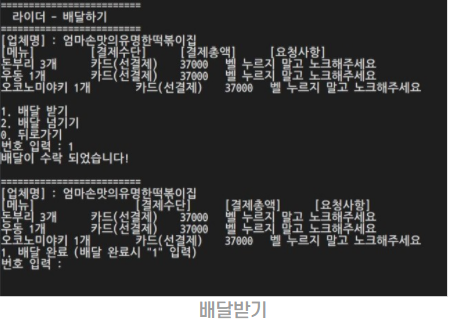 ========================
라이더 - 배달하기
========================
[업체명] : 엄마손맛의유명한떡볶이집
[메뉴] [결제수단] [결제총액] [요청사항]
돈부리 3개 카드(선결제) 37000 벨 누르지 말고 노크해주세요
우동 1개 카드(선결제) 37000 벨 누르지 말고 노크해주세요
오코노미야키 1개 카드(선결제) 37000 벨 누르지 말고 노크해주세요
1. 배달 받기
2. 배달 넘기기
0. 뒤로가기
번호 입력 : 1
배달이 수락 되었습니다!
========================
[업체명] : 엄마손맛의유명한떡볶이집
[메뉴] [결제수단] [결제총액] [요청사항]
돈부리 3개 카드(선결제) 37000 벨 누르지 말고 노크해주세요
우동 1개 카드(선결제) 37000 벨 누르지 말고 노크해주세요
오코노미야키 1개 카드(선결제) 37000 벨 누르지 말고 노크해주세요
1. 배달 완료 (배달 완료시 "1" 입력)
번호 입력 :
배달받기